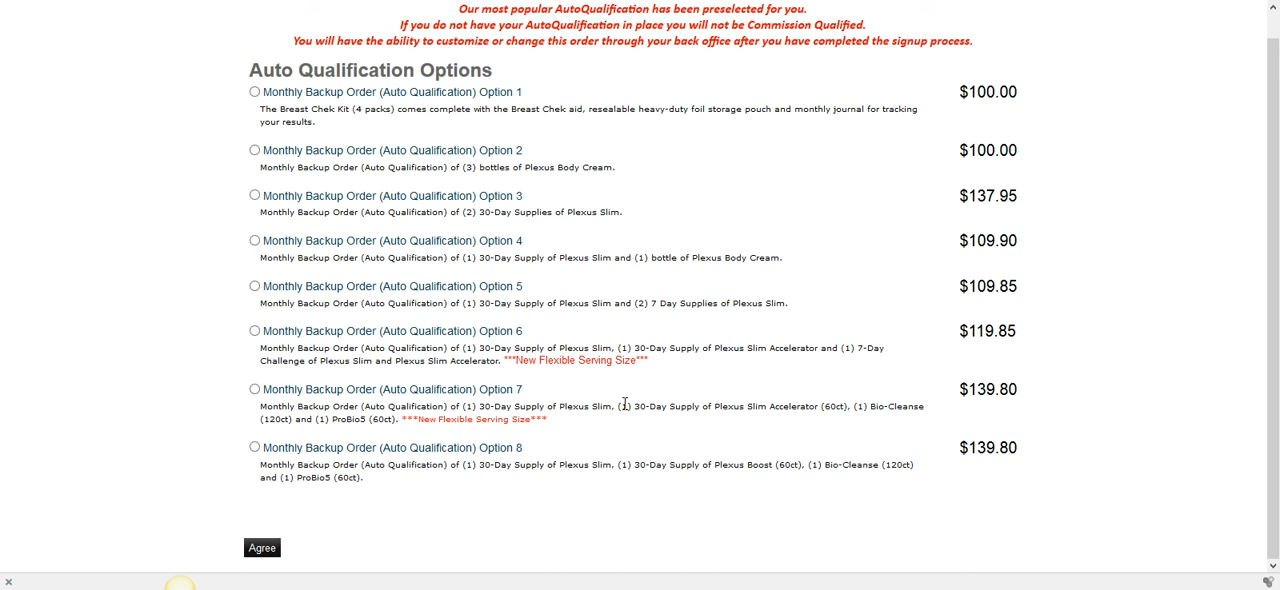 Our most popular AutoQualification has been preselected for you.
If you do not have your AutoQualification in place you will not be Commission Qualified.
You will have the ability to customize or change this order through your back office after you have completed the signup process.
Auto Qualification Options
Monthly Backup Order (Auto Qualification) Option 1 $100.00
The Breast Chek Kit (4 packs) comes complete with the Breast Chek aid, resealable heavy-duty foil storage pouch and monthly journal for tracking
your results.
Monthly Backup Order (Auto Qualification) Option 2 $100.00
Monthly Backup Order (Auto Qualification) of (3) bottles of Plexus Body Cream.
Monthly Backup Order (Auto Qualification) Option 3 $137.95
Monthly Backup Order (Auto Qualification) of (2) 30-Day Supplies of Plexus Slim.
Monthly Backup Order (Auto Qualification) Option 4 $109.90
Monthly Backup Order (Auto Qualification) of (1) 30-Day Supply of Plexus Slim and (1) bottle of Plexus Body Cream.
Monthly Backup Order (Auto Qualification) Option 5 $109.85
Monthly Backup Order (Auto Qualification) of (1) 30-Day Supply of Plexus Slim and (2) 7 Day Supplies of Plexus Slim.
Monthly Backup Order (Auto Qualification) Option 6 $119.85
Monthly Backup Order (Auto Qualification) of (1) 30-Day Supply of Plexus Slim, (1) 30-Day Supply of Plexus Slim Accelerator and (1) 7-Day
Challenge of Plexus Slim and Plexus Slim Accelerator. ***New Flexible Serving Size***
Monthly Backup Order (Auto Qualification) Option 7 $139.80
Monthly Backup Order (Auto Qualification) of (1) 30-Day Supply of Plexus Slim, (1) 30-Day Supply of Plexus Slim Accelerator (60ct), (1) Bio-Cleanse
(120ct) and (1) ProBio5 (60ct). ***New Flexible Serving Size***
Monthly Backup Order (Auto Qualification) Option 8 $139.80
Monthly Backup Order (Auto Qualification) of (1) 30-Day Supply of Plexus Slim, (1) 30-Day Supply of Plexus Boost (60ct), (1) Bio-Cleanse (120ct)
and (1) ProBio5 (60ct).
Agree